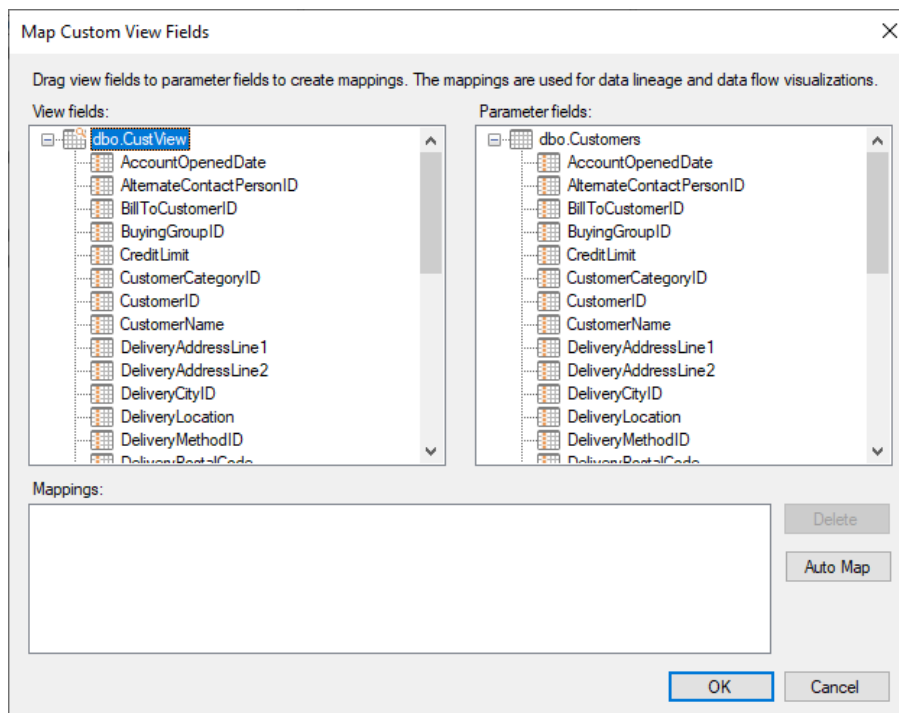 Map Custom View Fields
Drag view fields to parameter fields to create mappings. The mappings are used for data lineage and data flow visualizations.
View fields:
dbo.CustView
AccountOpenedDate
AlternateContactPersonID
BillToCustomerID
BuyingGroupID
CreditLimit
CustomerCategoryID
CustomerID
CustomerName
DeliveryAddressLine1
DeliveryAddressLine2
DeliveryCityID
DeliveryLocation
DeliveryMethodID
DeliveryPostalCode
Parameter fields:
dbo.Customers
AccountOpenedDate
AlternateContactPersonID
BillToCustomerID
BuyingGroupID
CreditLimit
CustomerCategoryID
CustomerID
CustomerName
DeliveryAddressLine1
DeliveryAddressLine2
DeliveryCityID
DeliveryLocation
DeliveryMethodID
DeliveryPostalCode
Mappings:
Delete
Auto Map
OK
Cancel